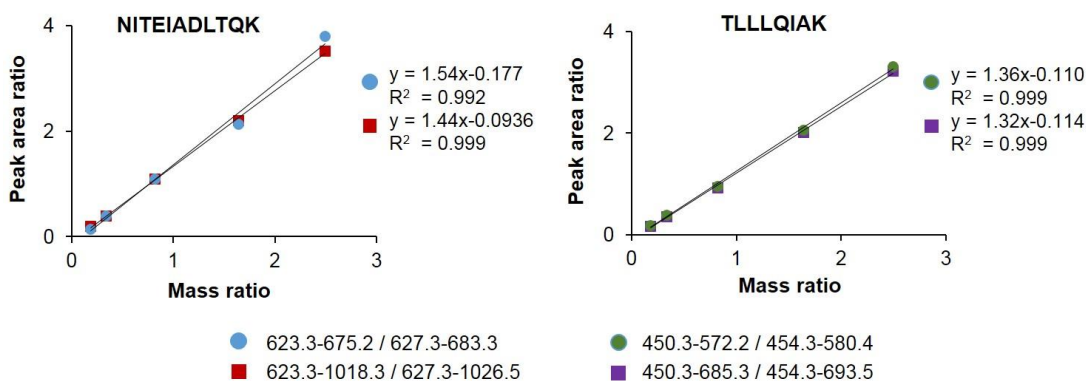 NITEIADLTQK
4
2
0
0
1
2
3
Peak area ratio
Mass ratio
y = 1.54x-0.177
R² = 0.992
y = 1.44x-0.0936
R² = 0.999
TLLLQIAK
4
2
0
0
1
2
3
Peak area ratio
Mass ratio
y = 1.36x-0.110
R² = 0.999
y = 1.32x-0.114
R² = 0.999
623.3-675.2 / 627.3-683.3
623.3-1018.3 / 627.3-1026.5
450.3-572.2 / 454.3-580.4
450.3-685.3 / 454.3-693.5